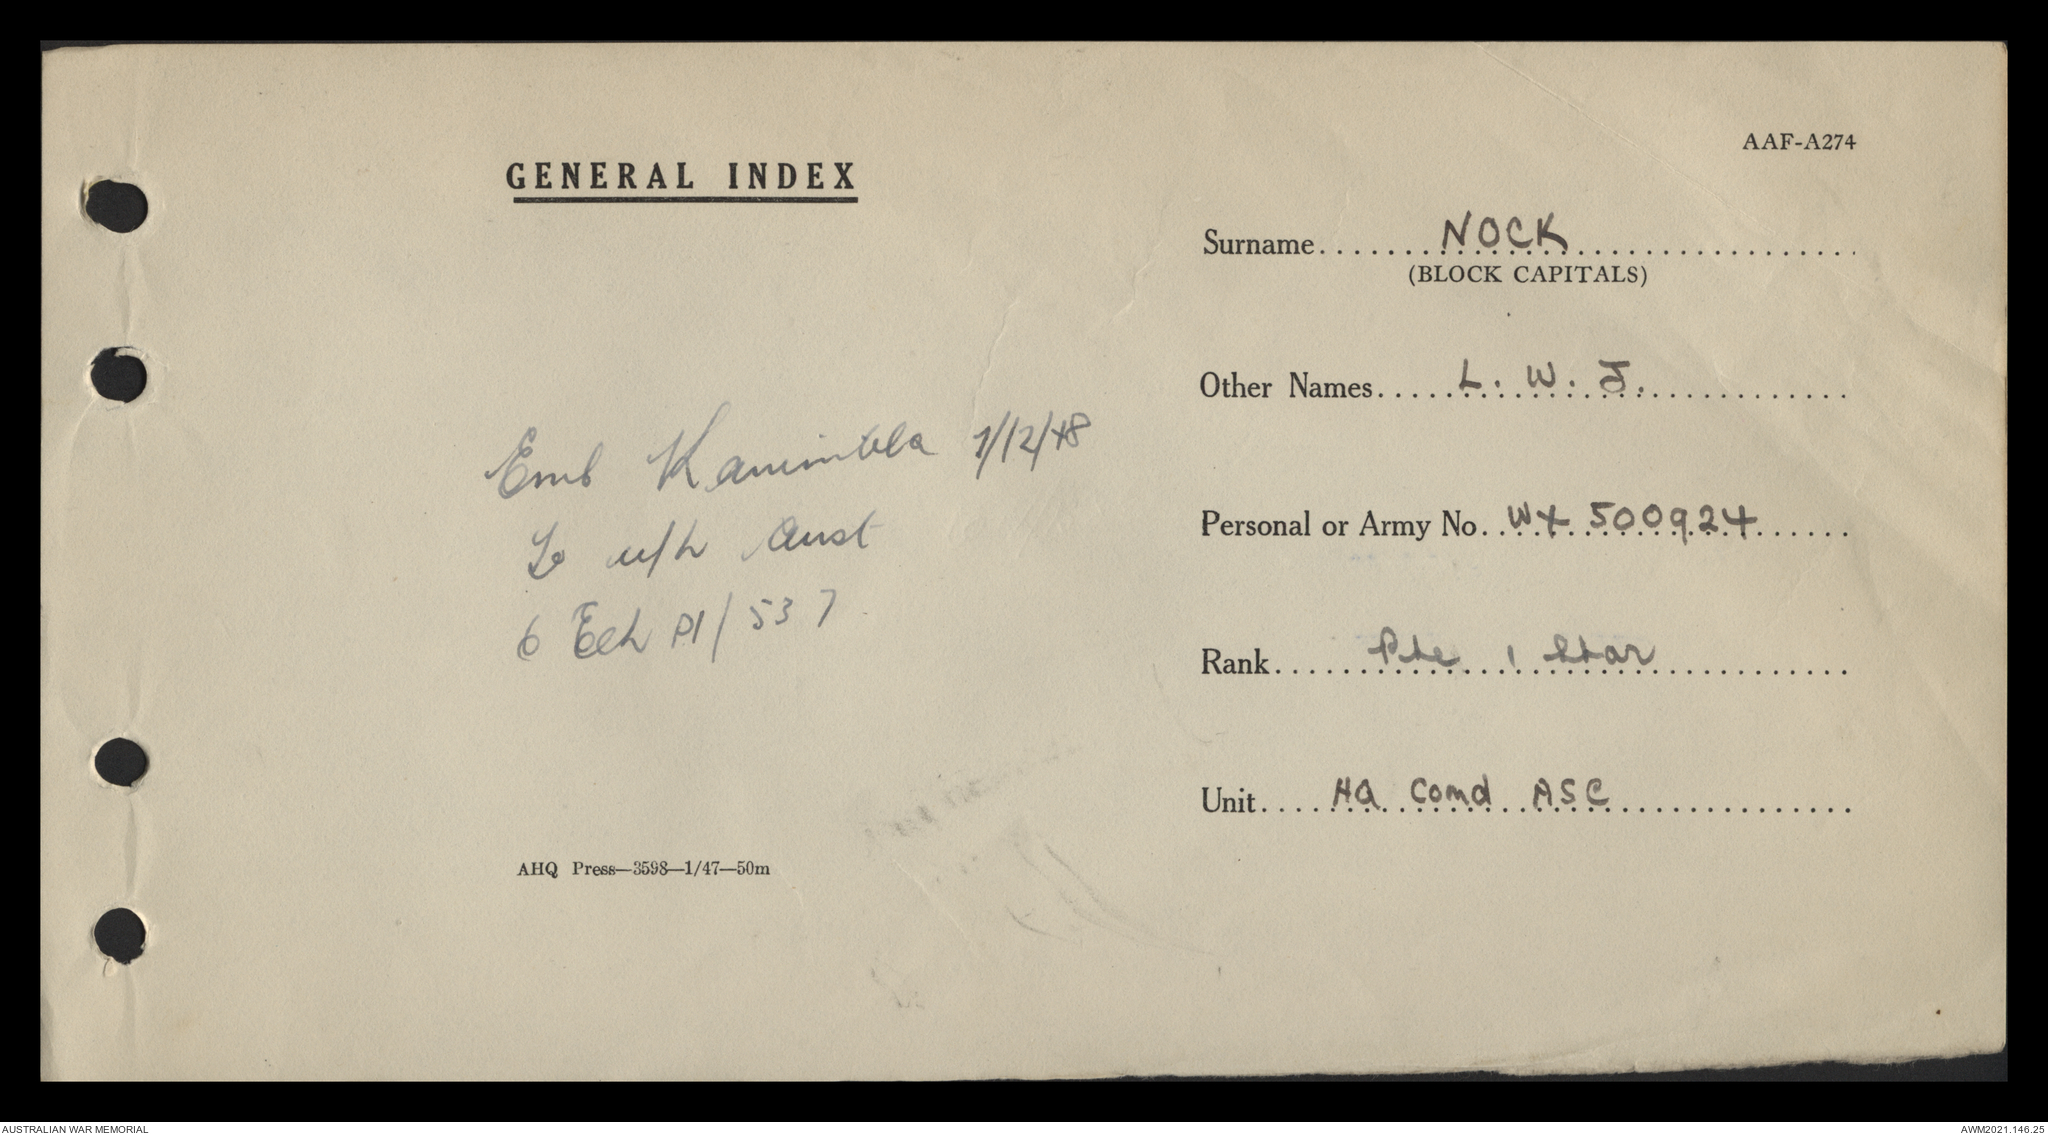 AAF-A274
GENERAL INDEX
Surname......NOCK......
(BLOCK CAPITALS)
Other Names......L. W. J.......
Emb Kanimbla 7/12/48
To u/k Aust
6 Ech P1/537
Personal or Army No...WX 500924......
Rank......Pte 1 Star......
Unit......HQ Comd ASC......
AHQ Press—3598—1/47—50m
AUSTRALIAN WAR MEMORIAL
AWM2021.146.25